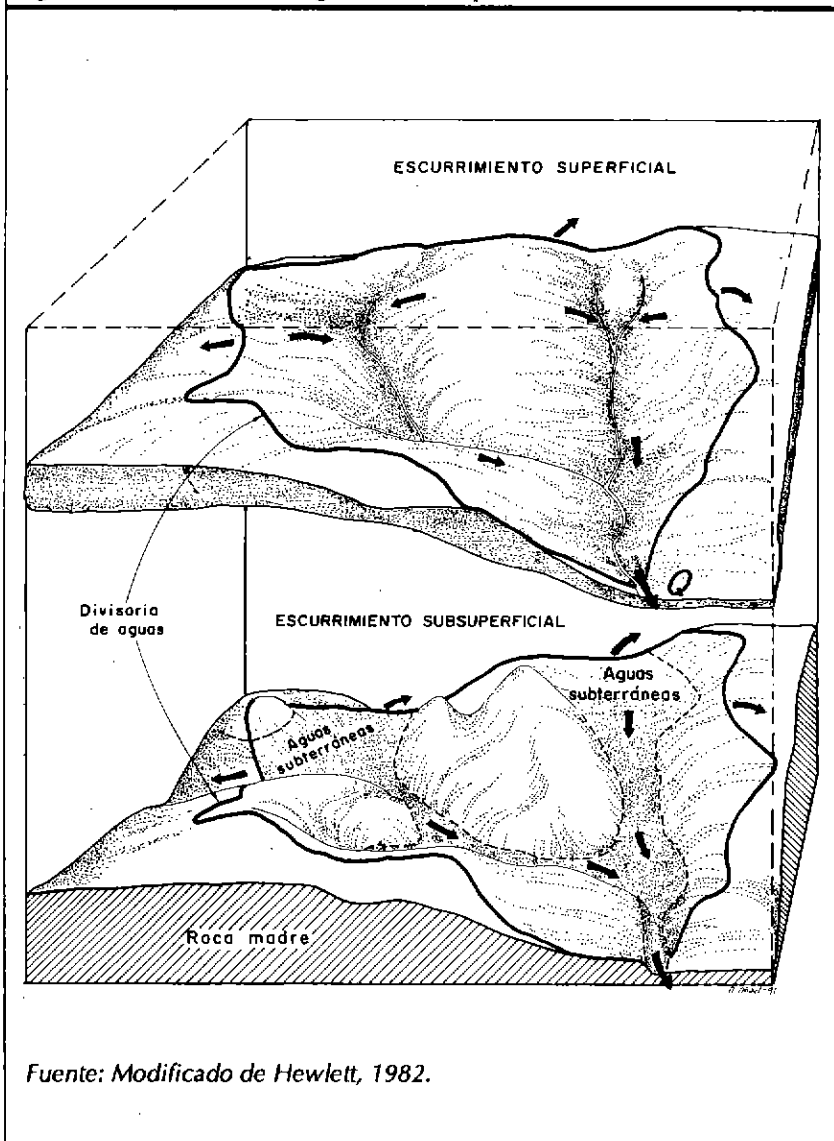 ESCURRIMIENTO SUPERFICIAL
Q
Divisoria
de aguas
ESCURRIMIENTO SUBSUPERFICIAL
Aguas
subterráneas
Aguas
subterráneas
Roca madre
Fuente: Modificado de Hewlett, 1982.